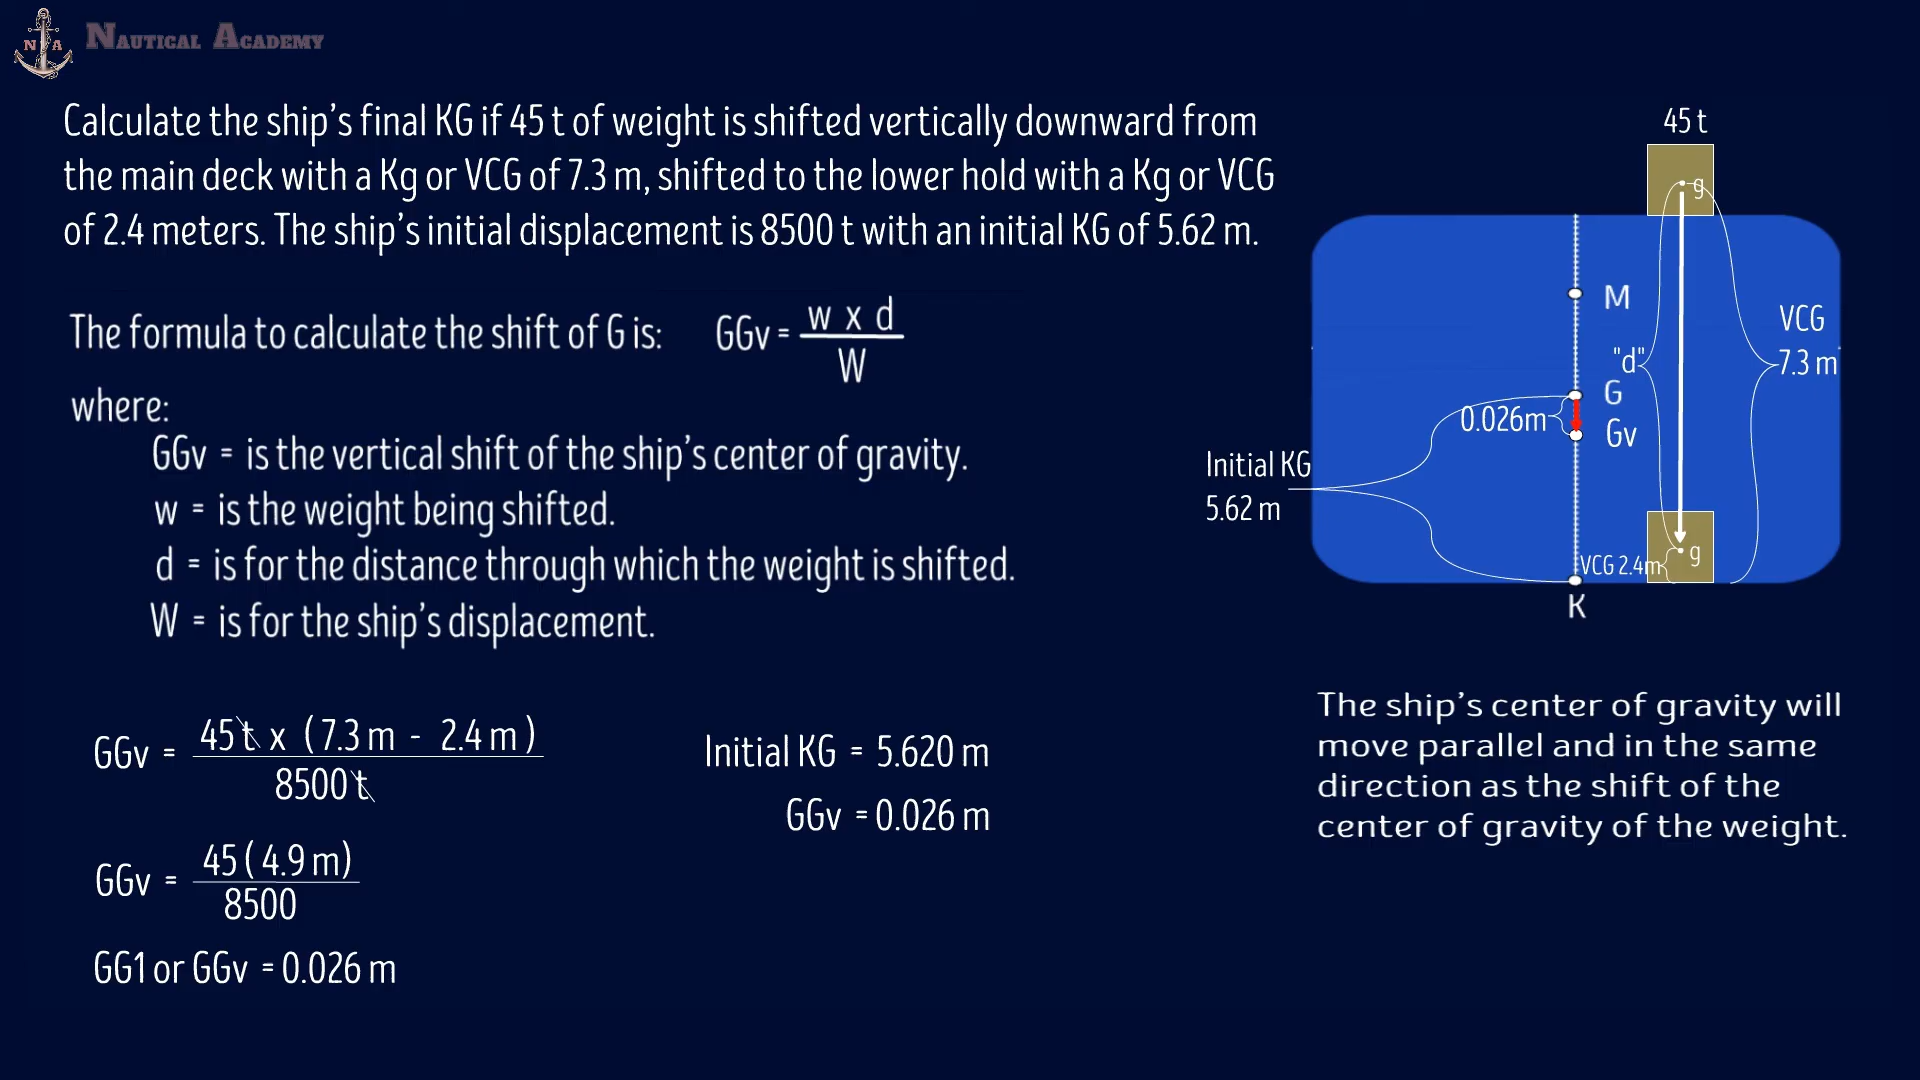 N A NAUTICAL ACADEMY
Calculate the ship's final KG if 45 t of weight is shifted vertically downward from
the main deck with a Kg or VCG of 7.3 m, shifted to the lower hold with a Kg or VCG
of 2.4 meters. The ship's initial displacement is 8500 t with an initial KG of 5.62 m.
The formula to calculate the shift of G is: GGv = w x d / W
where:
GGv = is the vertical shift of the ship's center of gravity.
w = is the weight being shifted.
d = is for the distance through which the weight is shifted.
W = is for the ship's displacement.
GGv = 45 t x (7.3 m - 2.4 m) / 8500 t
GGv = 45 (4.9 m) / 8500
GG1 or GGv = 0.026 m
Initial KG = 5.620 m
GGv = 0.026 m
45 t
g
M
VCG
7.3 m
"d"
G
0.026m
Gv
Initial KG
5.62 m
g
VCG 2.4m
K
The ship's center of gravity will
move parallel and in the same
direction as the shift of the
center of gravity of the weight.